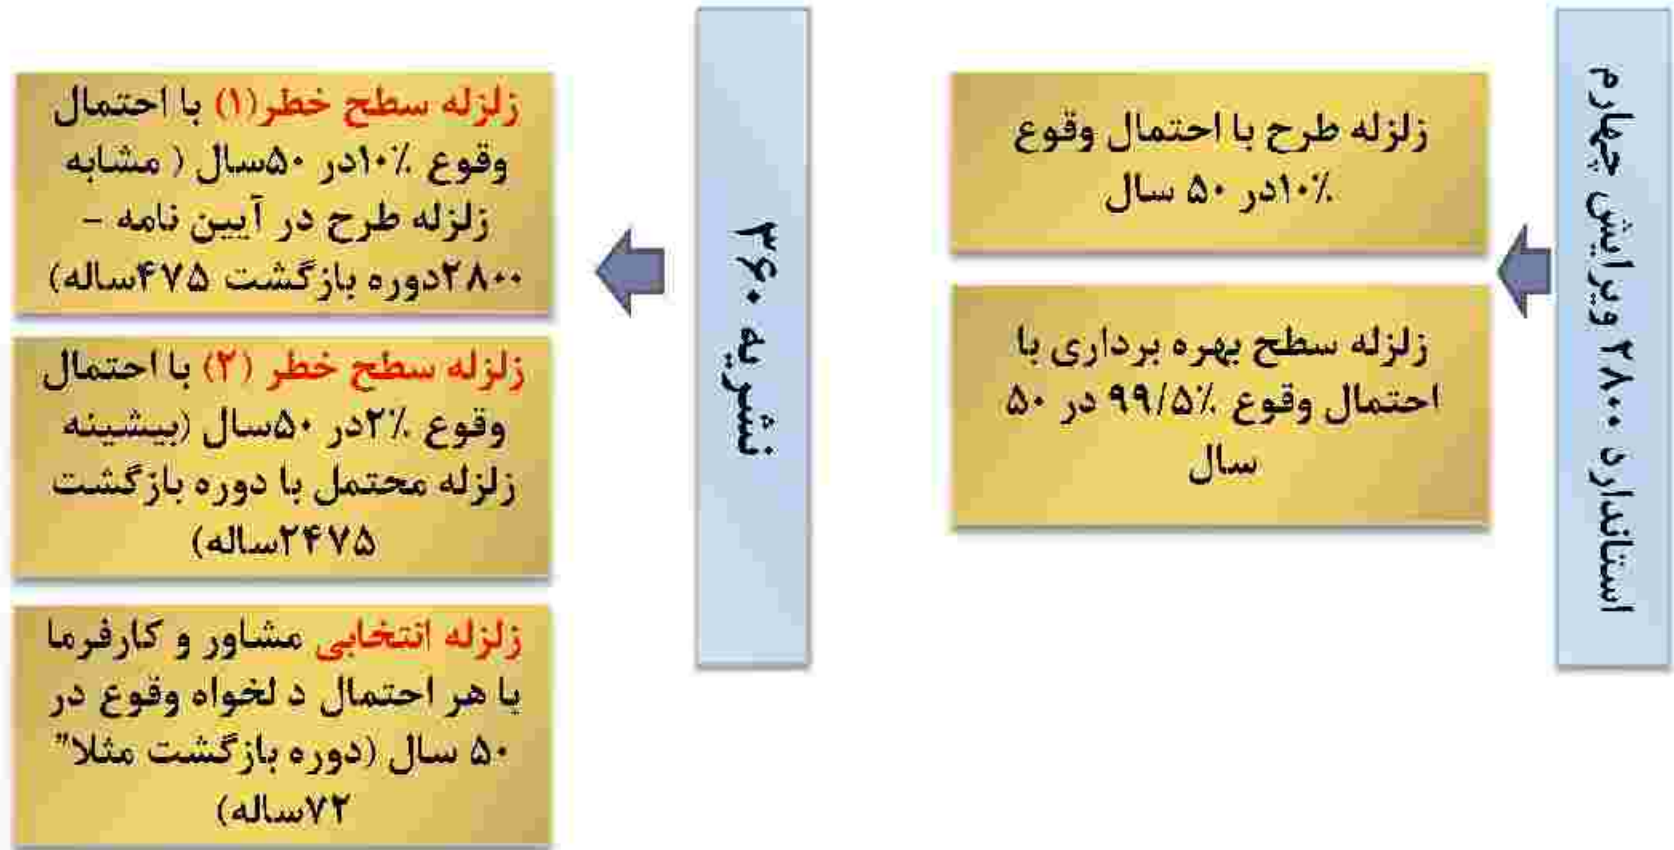 استاندارد ۲۸۰۰ ویرایش چهارم
زلزله طرح با احتمال وقوع
۱۰٪در ۵۰ سال
زلزله سطح بهره برداری با
احتمال وقوع ۹۹/۵٪ در ۵۰
سال
نشریه ۳۶۰
زلزله سطح خطر(۱) با احتمال
وقوع ۱۰٪در ۵۰سال ( مشابه
زلزله طرح در آیین نامه -
۲۸۰۰دوره بازگشت ۴۷۵ساله)
زلزله سطح خطر (۲) با احتمال
وقوع ۲٪در ۵۰سال (بیشینه
زلزله محتمل با دوره بازگشت
۲۴۷۵ساله)
زلزله انتخابی مشاور و کارفرما
با هر احتمال د لخواه وقوع در
۵۰ سال (دوره بازگشت مثلا"
۷۲ساله)